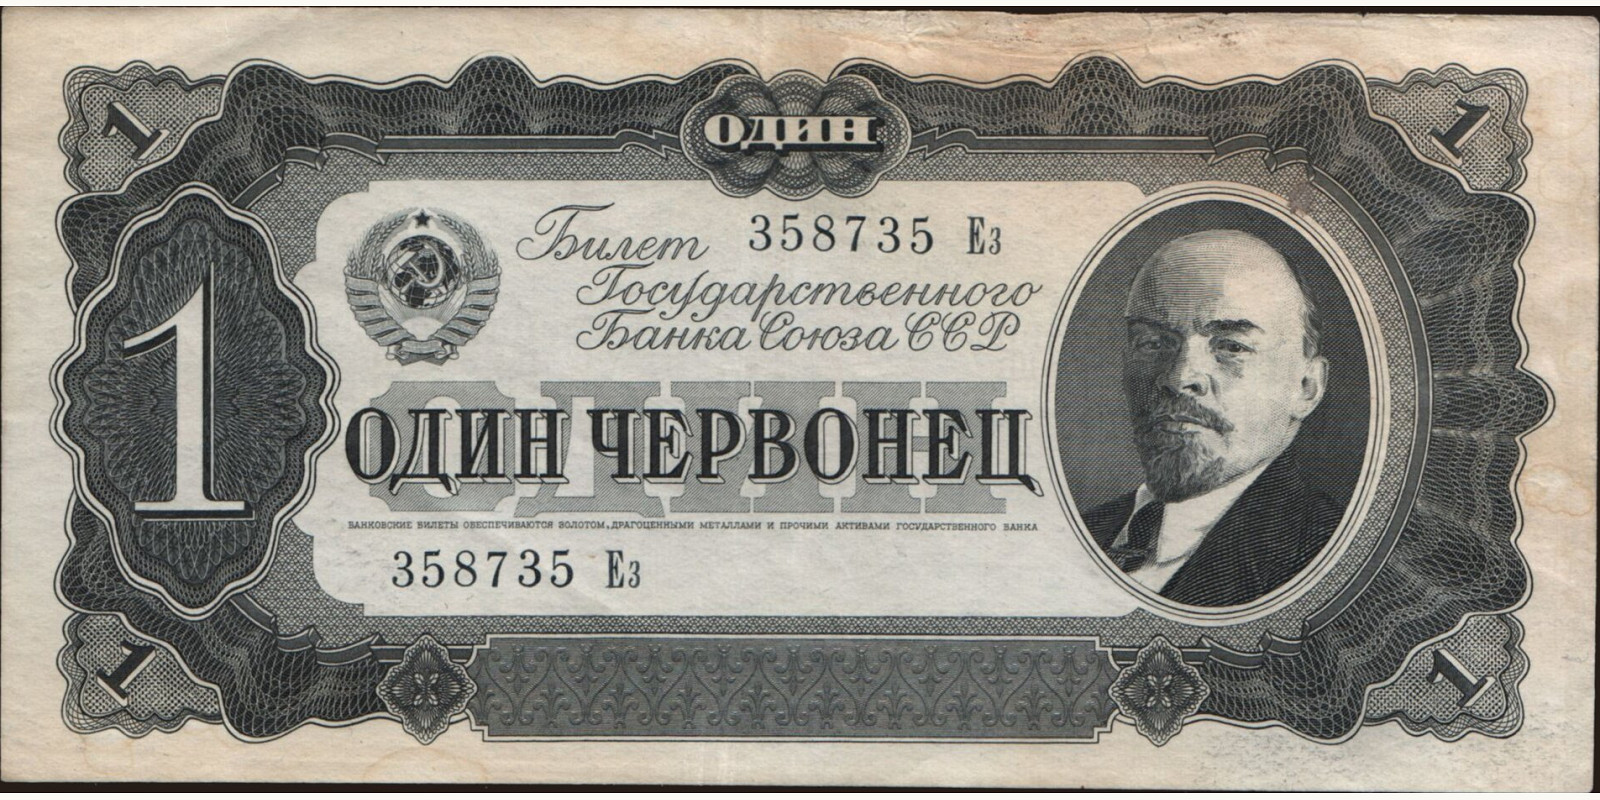 1
ОДИН
1
Билет 358735 Ез
Государственного
Банка Союза ССР
1
ОДИН
ОДИН ЧЕРВОНЕЦ
БАНКОВСКИЕ БИЛЕТЫ ОБЕСПЕЧИВАЮТСЯ ЗОЛОТОМ, ДРАГОЦЕННЫМИ МЕТАЛЛАМИ И ПРОЧИМИ АКТИВАМИ ГОСУДАРСТВЕННОГО БАНКА
358735 Ез
1
1